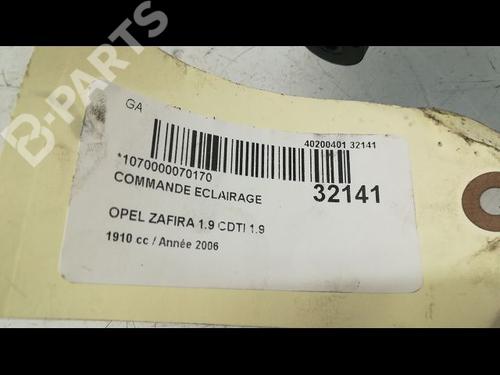 B-PARTS
GA
40200401 32141
*1070000070170
COMMANDE ECLAIRAGE
32141
OPEL ZAFIRA 1.9 CDTI 1.9
1910 cc / Année 2006